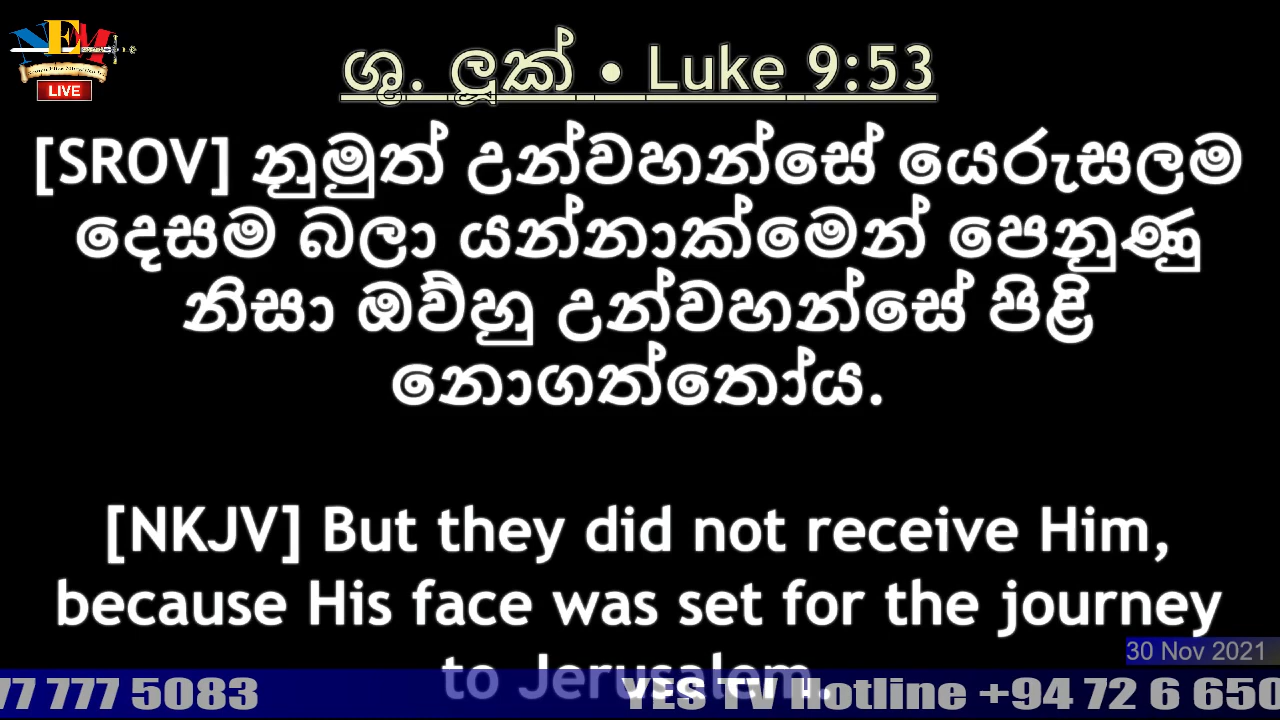 NEM
LIVE
ශු. ලූක් • Luke 9:53
[SROV] නුමුත් උන්වහන්සේ යෙරුසලම
දෙසම බලා යන්නාක්මෙන් පෙනුණු
නිසා ඔව්හු උන්වහන්සේ පිළි
නොගත්තෝය.
[NKJV] But they did not receive Him,
because His face was set for the journey
to Jerusalem.
30 Nov 2021
77 777 5083 YES TV Hotline +94 72 6 650